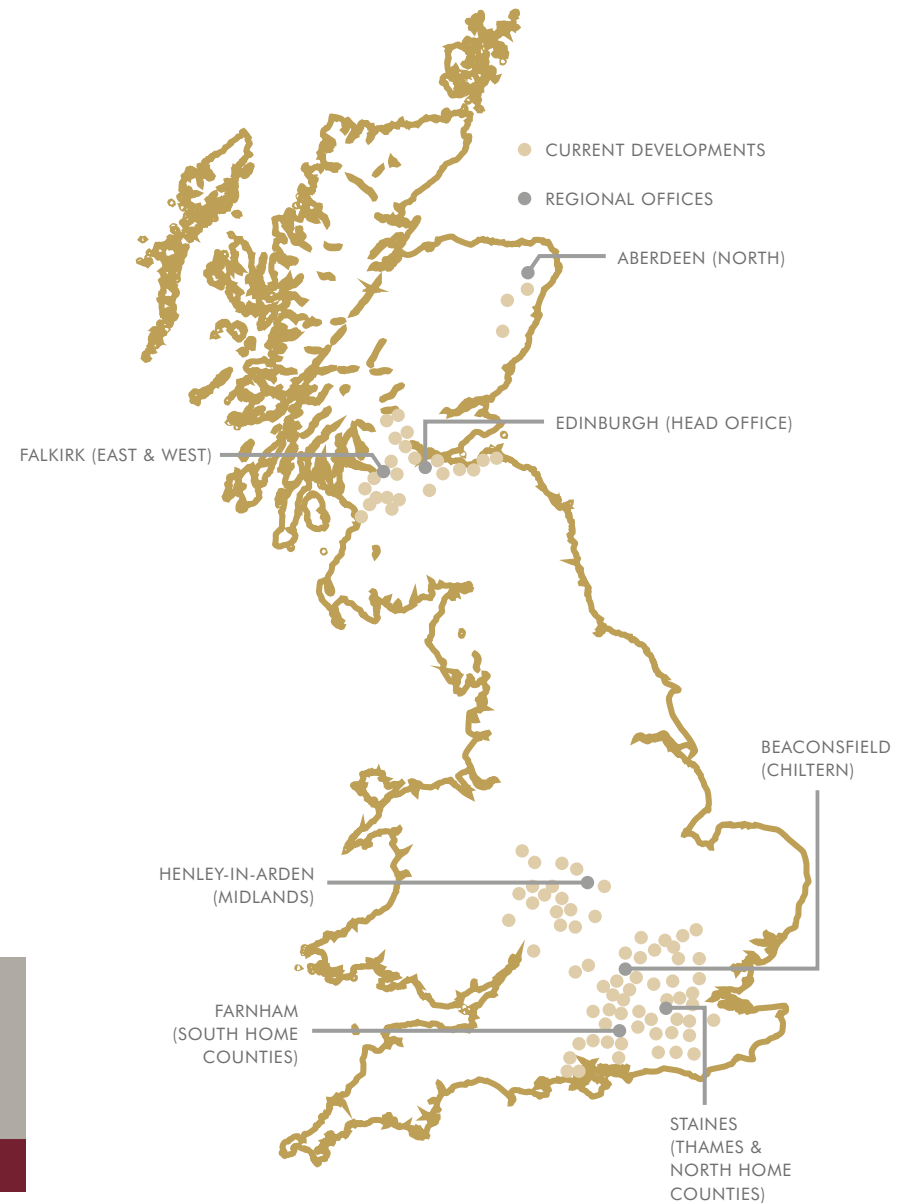 CURRENT DEVELOPMENTS
REGIONAL OFFICES
ABERDEEN (NORTH)
EDINBURGH (HEAD OFFICE)
FALKIRK (EAST & WEST)
BEACONSFIELD
(CHILTERN)
HENLEY-IN-ARDEN
(MIDLANDS)
FARNHAM
(SOUTH HOME
COUNTIES)
STAINES
(THAMES &
NORTH HOME
COUNTIES)